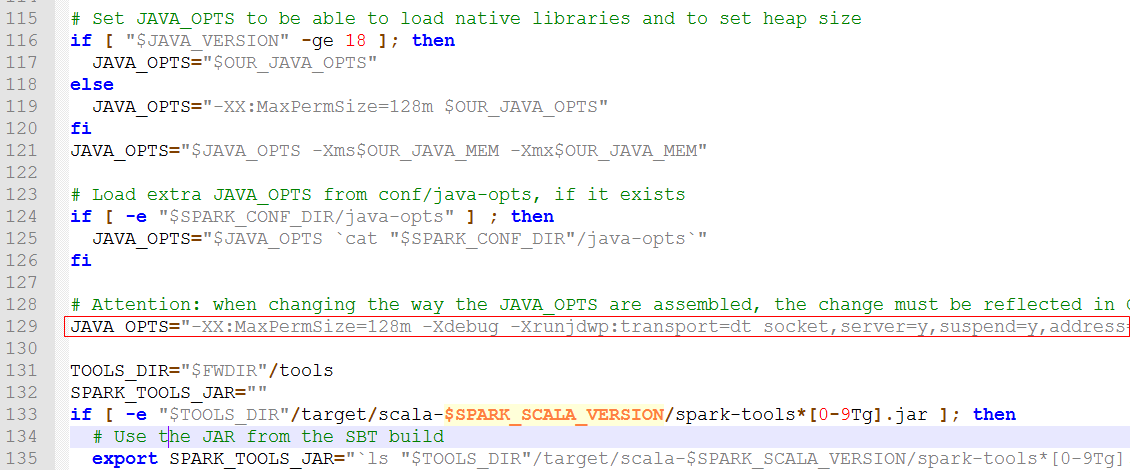 115 # Set JAVA_OPTS to be able to load native libraries and to set heap size
116 if [ "$JAVA_VERSION" -ge 18 ]; then
117   JAVA_OPTS="$OUR_JAVA_OPTS"
118 else
119   JAVA_OPTS="-XX:MaxPermSize=128m $OUR_JAVA_OPTS"
120 fi
121 JAVA_OPTS="$JAVA_OPTS -Xms$OUR_JAVA_MEM -Xmx$OUR_JAVA_MEM"
122
123 # Load extra JAVA_OPTS from conf/java-opts, if it exists
124 if [ -e "$SPARK_CONF_DIR/java-opts" ] ; then
125   JAVA_OPTS="$JAVA_OPTS `cat "$SPARK_CONF_DIR"/java-opts`"
126 fi
127
128 # Attention: when changing the way the JAVA_OPTS are assembled, the change must be reflected in
129 JAVA_OPTS="-XX:MaxPermSize=128m -Xdebug -Xrunjdwp:transport=dt_socket,server=y,suspend=y,address=
130
131 TOOLS_DIR="$FWDIR"/tools
132 SPARK_TOOLS_JAR=""
133 if [ -e "$TOOLS_DIR"/target/scala-$SPARK_SCALA_VERSION/spark-tools*[0-9Tg].jar ]; then
134   # Use the JAR from the SBT build
135   export SPARK_TOOLS_JAR="`ls "$TOOLS_DIR"/target/scala-$SPARK_SCALA_VERSION/spark-tools*[0-9Tg]